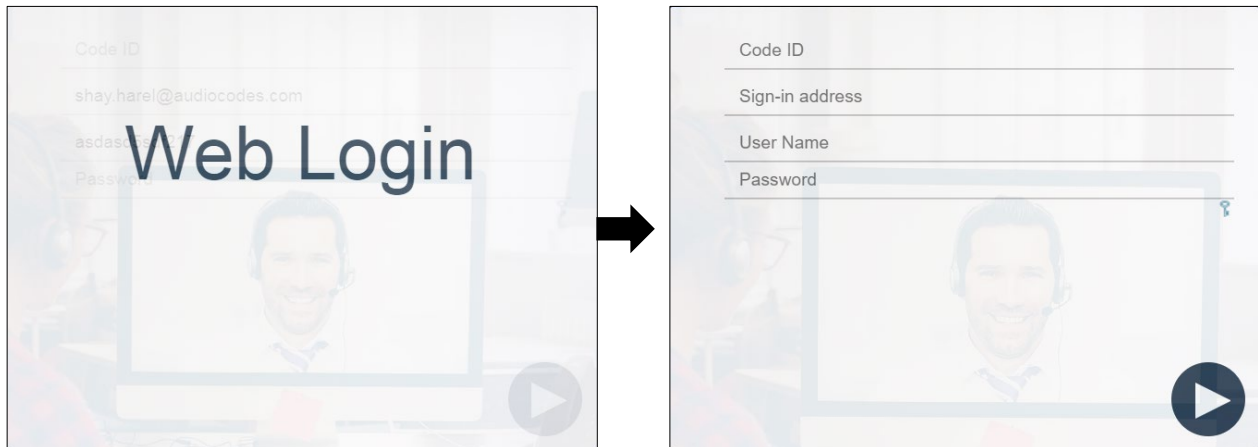 Code ID
shay.harel@audiocodes.com
Web Login
Password
Code ID
Sign-in address
User Name
Password